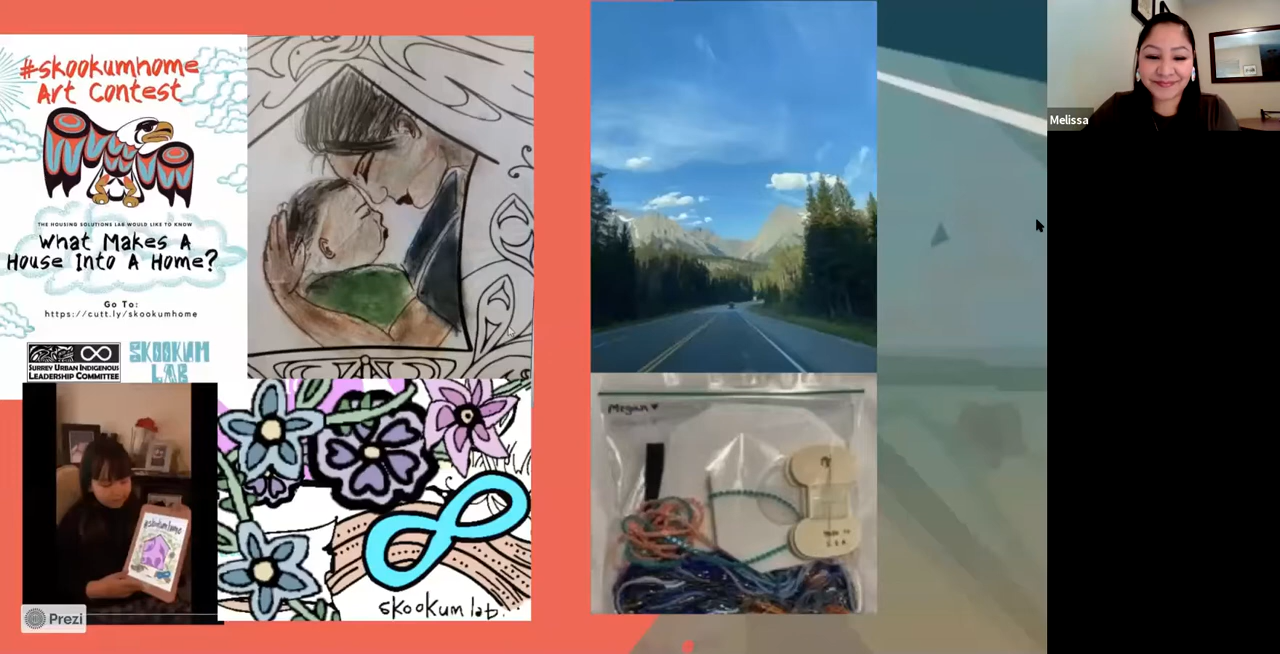 #skookumhome
Art Contest
THE HOUSING SOLUTIONS LAB WOULD LIKE TO KNOW
What Makes A
House Into A Home?
Go To:
https://cutt.ly/skookumhome
SURREY URBAN INDIGENOUS
LEADERSHIP COMMITTEE
SKOOKUM
LAB
#skookumhome
skookum lab.
Prezi
Megan
Melissa